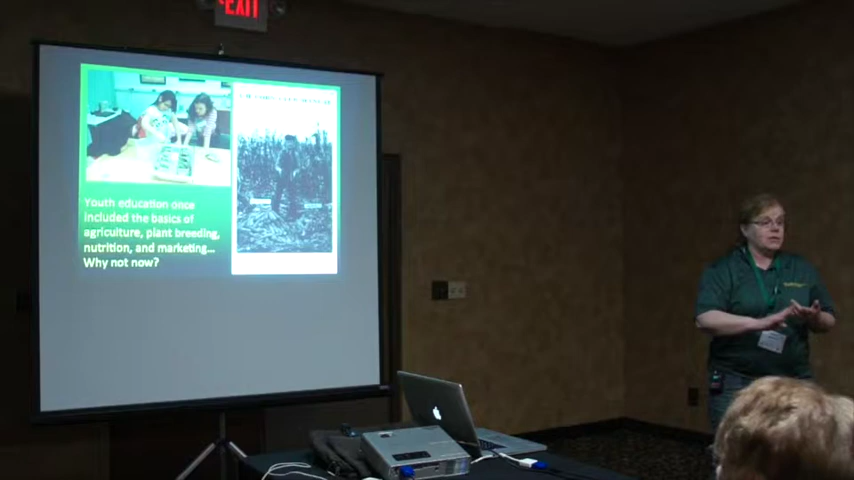 EXIT
Youth education once
included the basics of
agriculture, plant breeding,
nutrition, and marketing...
Why not now?